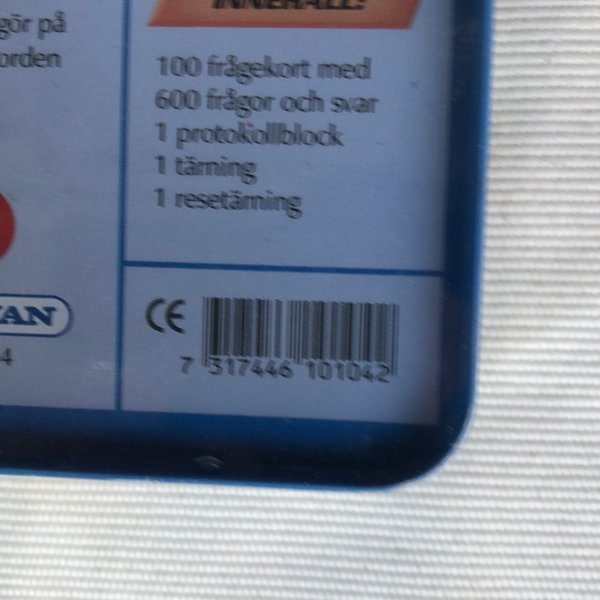 gör på
orden
INNEHÅLL!
100 frågekort med
600 frågor och svar
1 protokollblock
1 tärning
1 resetärning
CE
7 317446 101042
4